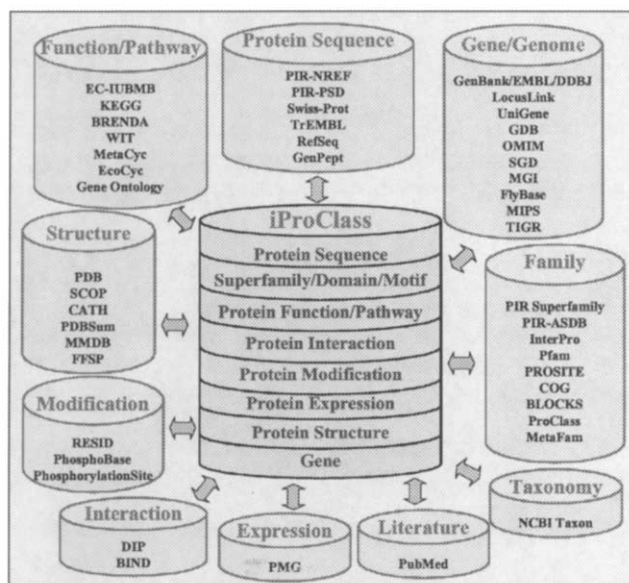 Function/Pathway
EC-IUBMB
KEGG
BRENDA
WIT
MetaCyc
EcoCyc
Gene Ontology
Protein Sequence
PIR-NREF
PIR-PSD
Swiss-Prot
TrEMBL
RefSeq
GenPept
Gene/Genome
GenBank/EMBL/DDBJ
LocusLink
UniGene
GDB
OMIM
SGD
MGI
FlyBase
MIPS
TIGR
Structure
PDB
SCOP
CATH
PDBSum
MMDB
FFSP
iProClass
Protein Sequence
Superfamily/Domain/Motif
Protein Function/Pathway
Protein Interaction
Protein Modification
Protein Expression
Protein Structure
Gene
Family
PIR Superfamily
PIR-ASDB
InterPro
Pfam
PROSITE
COG
BLOCKS
ProClass
MetaFam
Modification
RESID
PhosphoBase
PhosphorylationSite
Taxonomy
NCBI Taxon
Interaction
DIP
BIND
Expression
PMG
Literature
PubMed